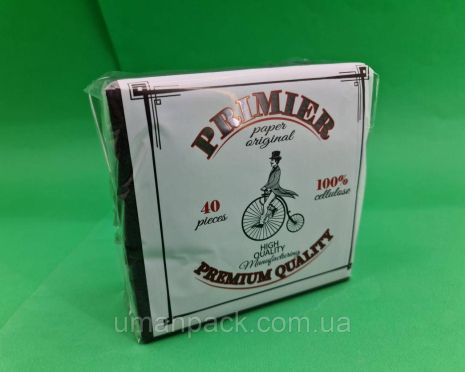 PRIMIER
paper
original
40
pieces
100%
cellulose
HIGH
QUALITY
Manufacturing
PREMIUM QUALITY
umanpack.com.ua